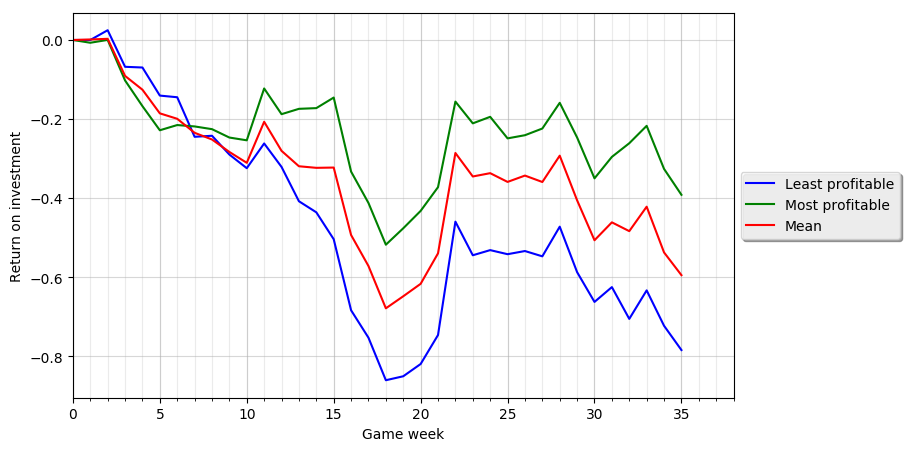 0.0
−0.2
−0.4
−0.6
−0.8
Return on investment
0
5
10
15
20
25
30
35
Game week
Least profitable
Most profitable
Mean